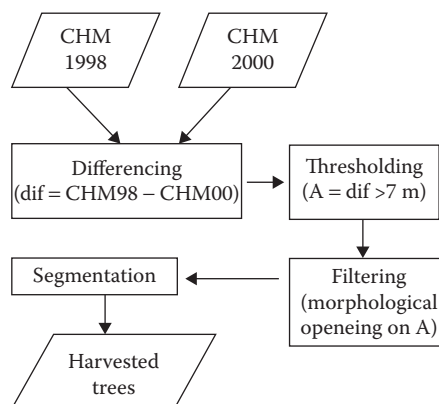 CHM
1998
CHM
2000
Differencing
(dif = CHM98 − CHM00)
Thresholding
(A = dif >7 m)
Filtering
(morphological
openeing on A)
Segmentation
Harvested
trees